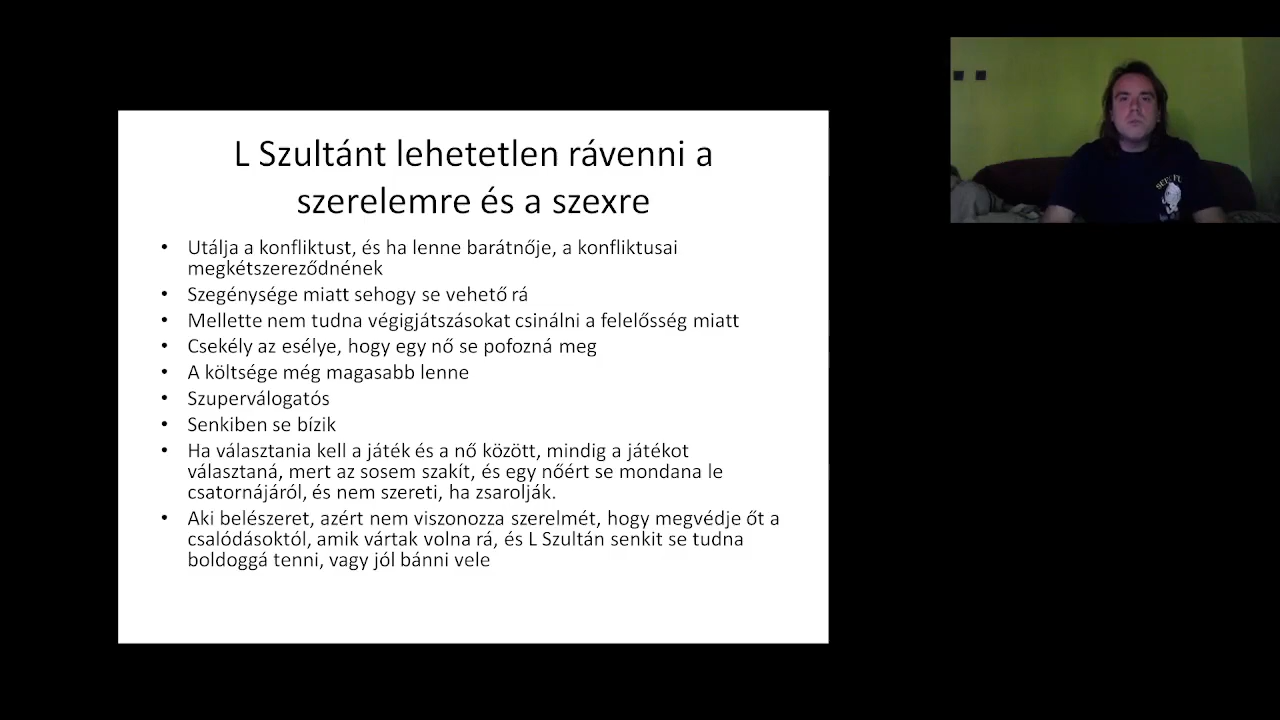 L Szultánt lehetetlen rávenni a
szerelemre és a szexre
• Utálja a konfliktust, és ha lenne barátnője, a konfliktusai
megkétszereződnének
• Szegénysége miatt sehogy se vehető rá
• Mellette nem tudna végigjátszásokat csinálni a felelősség miatt
• Csekély az esélye, hogy egy nő se pofozná meg
• A költsége még magasabb lenne
• Szuperválogatós
• Senkiben se bízik
• Ha választania kell a játék és a nő között, mindig a játékot
választaná, mert az sosem szakít, és egy nőért se mondana le
csatornájáról, és nem szereti, ha zsarolják.
• Aki belészeret, azért nem viszonozza szerelmét, hogy megvédje őt a
csalódásoktól, amik vártak volna rá, és L Szultán senkit se tudna
boldoggá tenni, vagy jól bánni vele